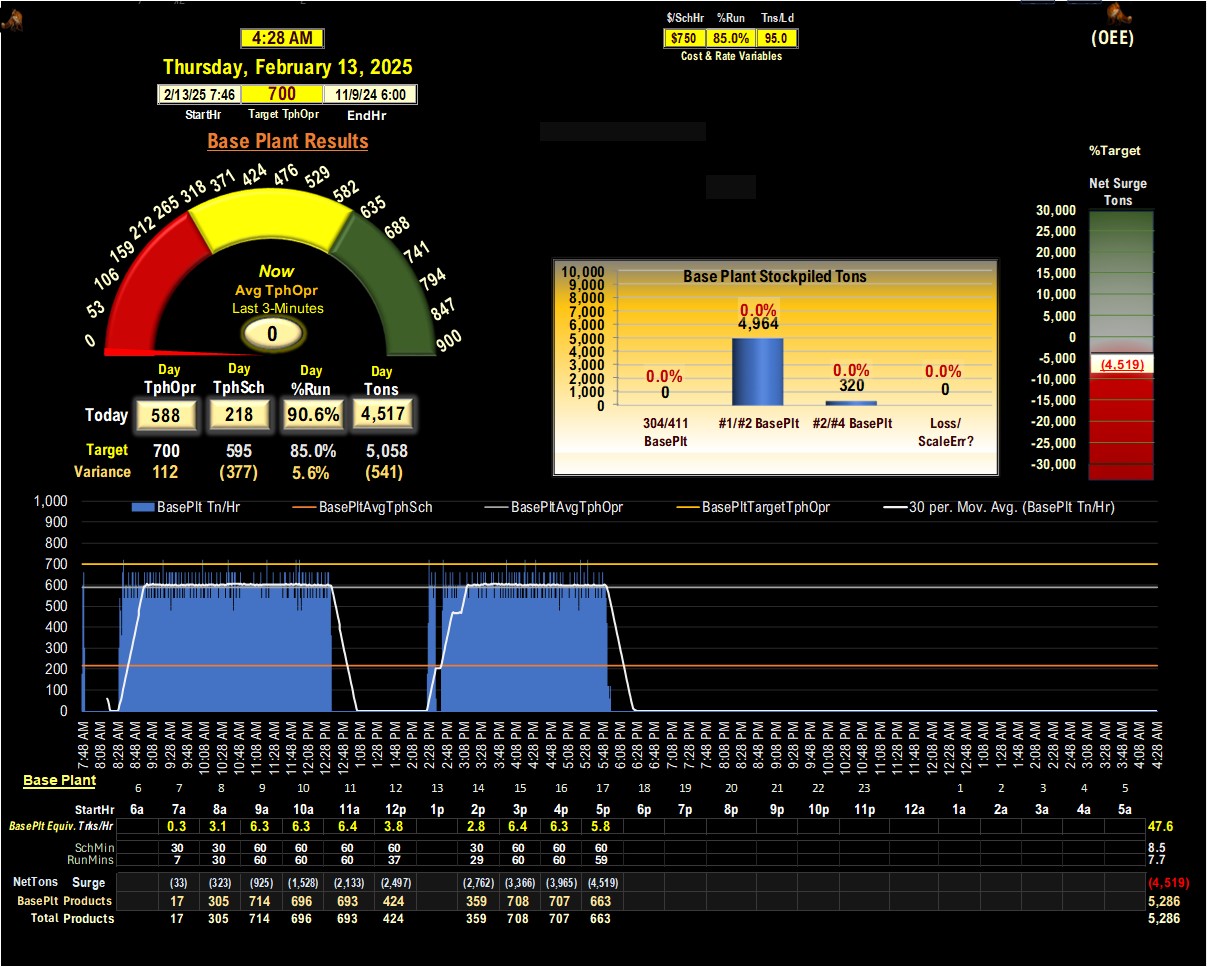 $/SchHr %Run Tns/Ld
4:28 AM
$750 85.0% 95.0
(OEE)
Cost & Rate Variables
Thursday, February 13, 2025
2/13/25 7:46 700 11/9/24 6:00
StartHr Target TphOpr EndHr
Base Plant Results
%Target
Net Surge
Tons
0 53 106 159 212 265 318 371 424 476 529 582 635 688 741 794 847 900
Now
Avg TphOpr
Last 3-Minutes
0
Day Day Day Day
TphOpr TphSch %Run Tons
Today 588 218 90.6% 4,517
Target 700 595 85.0% 5,058
Variance 112 (377) 5.6% (541)
Base Plant Stockpiled Tons
10,000
9,000
8,000
7,000
6,000
5,000
4,000
3,000
2,000
1,000
0
0.0% 0.0% 0.0% 0.0%
0 4,964 320 0
304/411 BasePlt #1/#2 BasePlt #2/#4 BasePlt Loss/ScaleErr?
30,000
25,000
20,000
15,000
10,000
5,000
0
-5,000
(4,519)
-10,000
-15,000
-20,000
-25,000
-30,000
BasePlt Tn/Hr BasePltAvgTphSch BasePltAvgTphOpr BasePltTargetTphOpr 30 per. Mov. Avg. (BasePlt Tn/Hr)
1,000
900
800
700
600
500
400
300
200
100
0
7:48 AM 8:08 AM 8:28 AM 8:48 AM 9:08 AM 9:28 AM 9:48 AM 10:08 AM 10:28 AM 10:48 AM 11:08 AM 11:28 AM 11:48 AM 12:08 PM 12:28 PM 12:48 PM 1:08 PM 1:28 PM 1:48 PM 2:08 PM 2:28 PM 2:48 PM 3:08 PM 3:28 PM 3:48 PM 4:08 PM 4:28 PM 4:48 PM 5:08 PM 5:28 PM 5:48 PM 6:08 PM 6:28 PM 6:48 PM 7:08 PM 7:28 PM 7:48 PM 8:08 PM 8:28 PM 8:48 PM 9:08 PM 9:28 PM 9:48 PM 10:08 PM 10:28 PM 10:48 PM 11:08 PM 11:28 PM 11:48 PM 12:08 AM 12:28 AM 12:48 AM 1:08 AM 1:28 AM 1:48 AM 2:08 AM 2:28 AM 2:48 AM 3:08 AM 3:28 AM 3:48 AM 4:08 AM 4:28 AM
Base Plant
6 7 8 9 10 11 12 13 14 15 16 17 18 19 20 21 22 23 1 2 3 4 5
StartHr 6a 7a 8a 9a 10a 11a 12p 1p 2p 3p 4p 5p 6p 7p 8p 9p 10p 11p 12a 1a 2a 3a 4a 5a
BasePlt Equiv. Trks/Hr 0.3 3.1 6.3 6.3 6.4 3.8 2.8 6.4 6.3 5.8 47.6
SchMin 30 30 60 60 60 60 30 60 60 60 8.5
RunMins 7 30 60 60 60 37 29 60 60 59 7.7
NetTons Surge (33) (323) (925) (1,528) (2,133) (2,497) (2,762) (3,366) (3,965) (4,519) (4,519)
BasePlt Products 17 305 714 696 693 424 359 708 707 663 5,286
Total Products 17 305 714 696 693 424 359 708 707 663 5,286